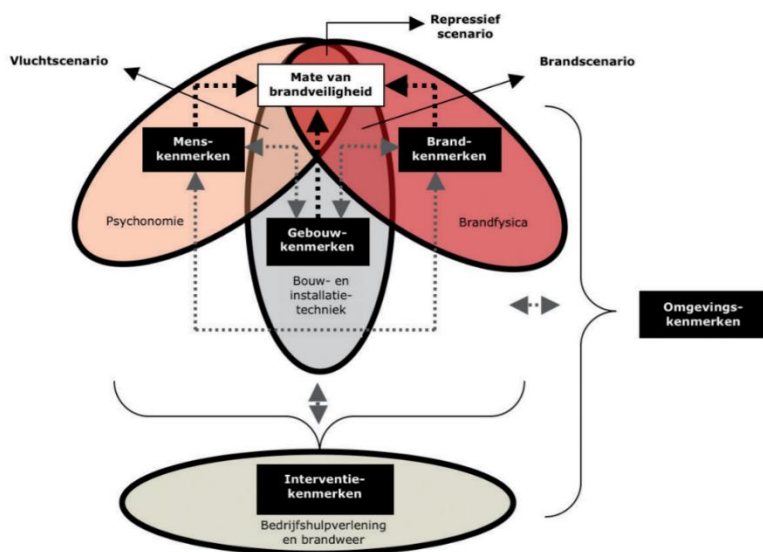 Repressief
scenario
Vluchtscenario
Brandscenario
Mate van
brandveiligheid
Mens-
kenmerken
Brand-
kenmerken
Psychonomie
Brandfysica
Gebouw-
kenmerken
Bouw- en
installatie-
techniek
Omgevings-
kenmerken
Interventie-
kenmerken
Bedrijfshulpverlening
en brandweer